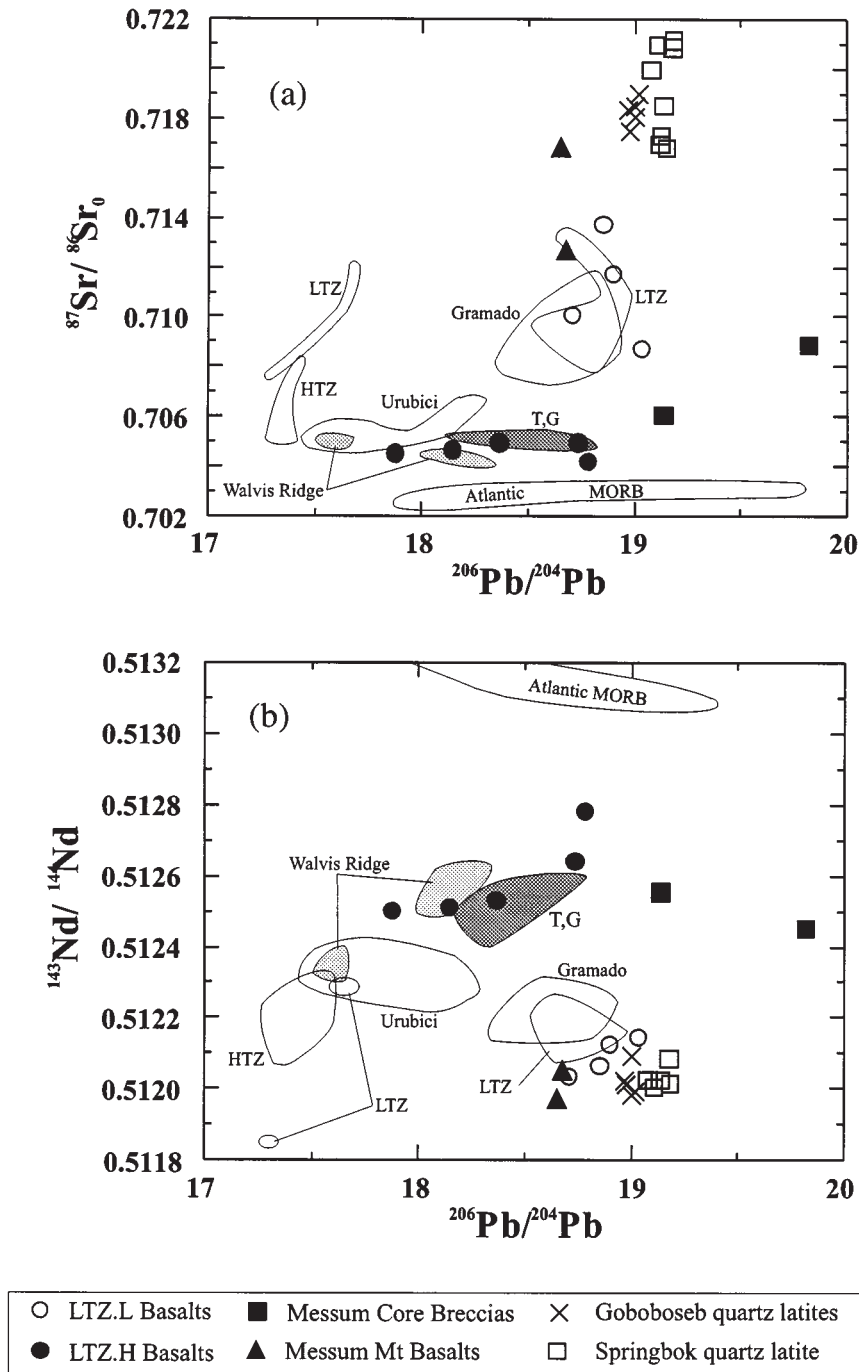 (a)
0.722
0.718
0.714
0.710
0.706
0.702
⁸⁷Sr/ ⁸⁶Sr₀
LTZ
HTZ
Urubici
Gramado
LTZ
T,G
Walvis Ridge
Atlantic MORB
17 18 19 20
²⁰⁶Pb/²⁰⁴Pb
(b)
0.5132
0.5130
0.5128
0.5126
0.5124
0.5122
0.5120
0.5118
¹⁴³Nd/ ¹⁴⁴Nd
Atlantic MORB
Walvis Ridge
T,G
Gramado
Urubici
HTZ
LTZ
LTZ
17 18 19 20
²⁰⁶Pb/²⁰⁴Pb
LTZ.L Basalts Messum Core Breccias Goboboseb quartz latites
LTZ.H Basalts Messum Mt Basalts Springbok quartz latite